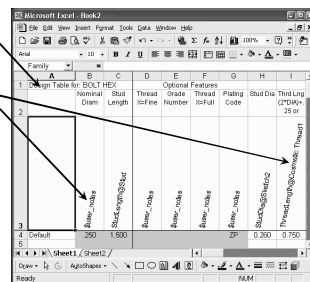 Microsoft Excel - Book7
File Edit View Insert Format Tools Data Window Help
100%
Arial 10 B I U
Family =
A B C D E F G H I
1 Design Table for: BOLT HEX Optional Features
2 Nominal Diam Stud Length Thread X=Fine Grade Number Thread X=Full Plating Code Stud Dia Thrd Lng (2*DIA)+. 25 or
3 $user_notes StudLength@Stud $user_notes $user_notes $user_notes $user_notes StudDia@Sketch2 ThreadLength@Cosmetic Thread1
4 Default .250 1.500 ZP 0.260 0.750
5
Sheet1 Sheet2
Draw AutoShapes
Ready NUM